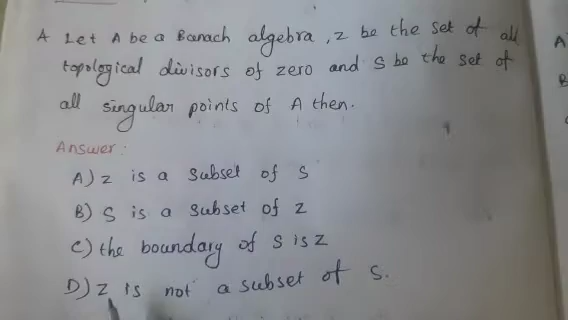 A Let A be a Banach algebra, z be the set of all
topological divisors of zero and S be the set of
all singular points of A then.
Answer:
A) z is a subset of S
B) S is a subset of z
C) the boundary of S is Z
D) Z is not a subset of S.
A
B